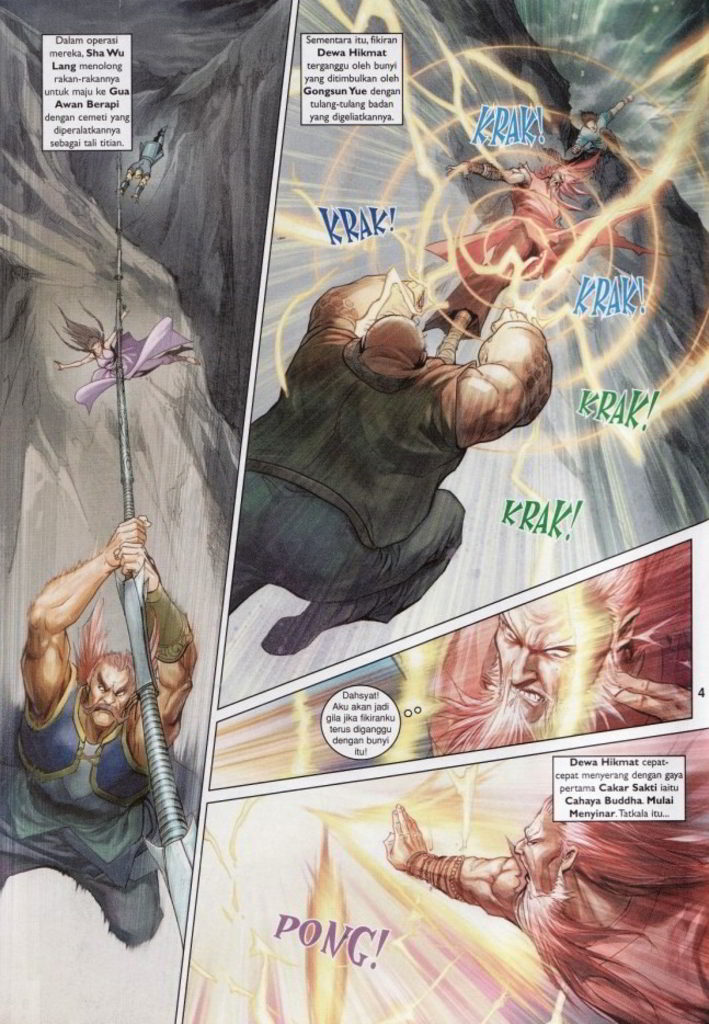 Dalam operasi
mereka, Sha Wu
Lang menolong
rakan-rakannya
untuk maju ke Gua
Awan Berapi
dengan cemeti yang
diperalatkannya
sebagai tali titian.
Sementara itu, fikiran
Dewa Hikmat
terganggu oleh bunyi
yang ditimbulkan oleh
Gongsun Yue dengan
tulang-tulang badan
yang digeliatkannya.
KRAK!
KRAK!
KRAK!
KRAK!
KRAK!
Dahsyat!
Aku akan jadi
gila jika fikiranku
terus diganggu
dengan bunyi
itu!
4
Dewa Hikmat cepat-
cepat menyerang dengan gaya
pertama Cakar Sakti iaitu
Cahaya Buddha. Mulai
Menyinar. Tatkala itu...
PONG!